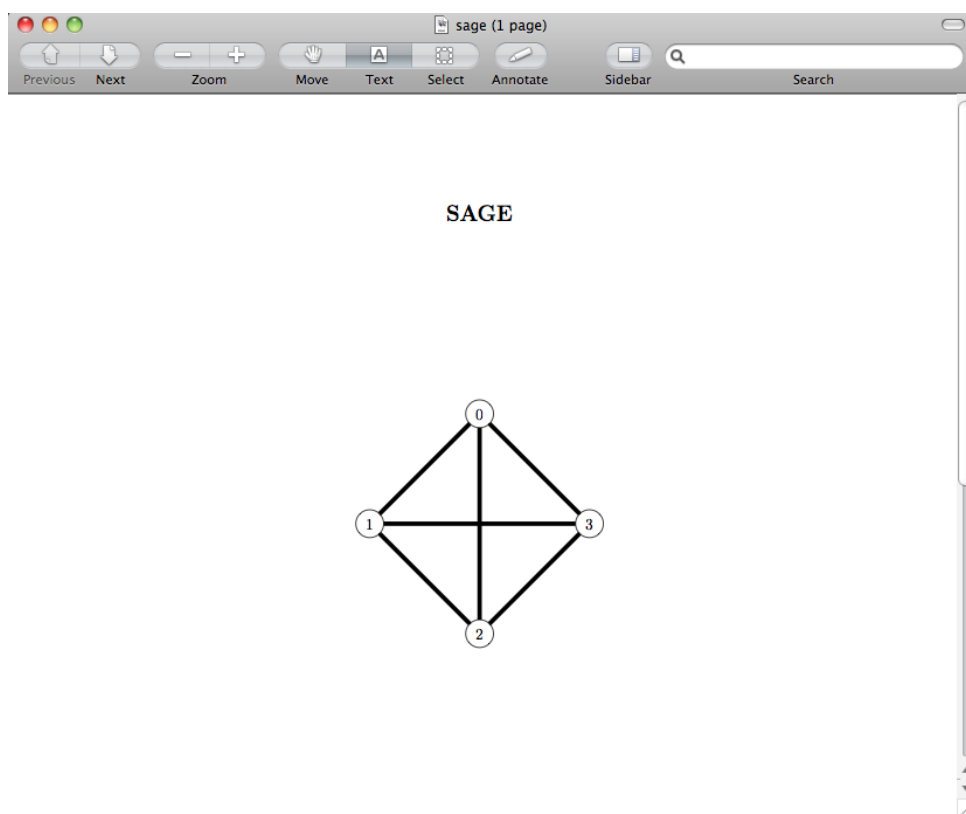 sage (1 page)
Previous Next Zoom Move Text Select Annotate Sidebar Search
A
SAGE
0
1 3
2